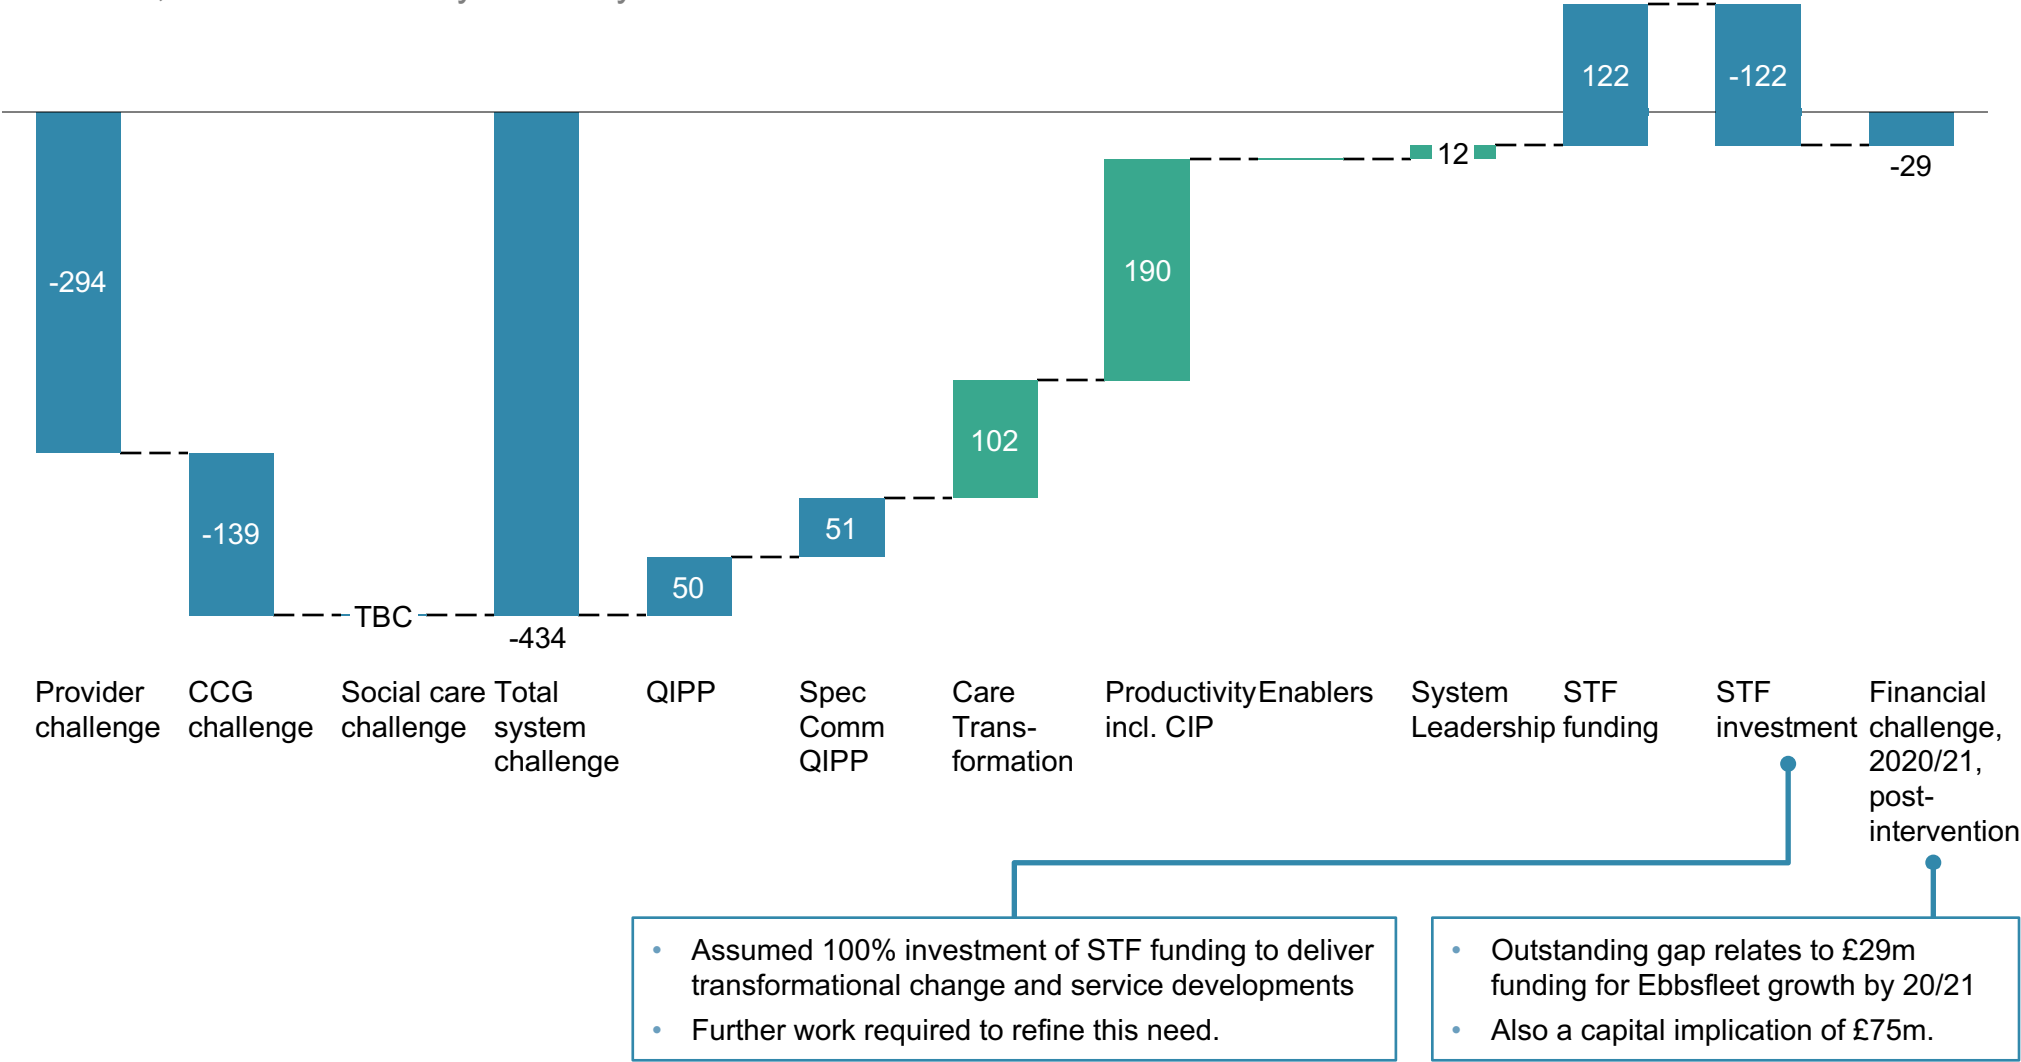 122
-122
12
-29
-294
190
102
-139
51
50
TBC
-434
Provider
challenge
CCG
challenge
Social care
challenge
Total
system
challenge
QIPP
Spec
Comm
QIPP
Care
Trans-
formation
Productivity
incl. CIP
Enablers
System
Leadership
STF
funding
STF
investment
Financial
challenge,
2020/21,
post-
intervention
• Assumed 100% investment of STF funding to deliver
transformational change and service developments
• Further work required to refine this need.
• Outstanding gap relates to £29m
funding for Ebbsfleet growth by 20/21
• Also a capital implication of £75m.